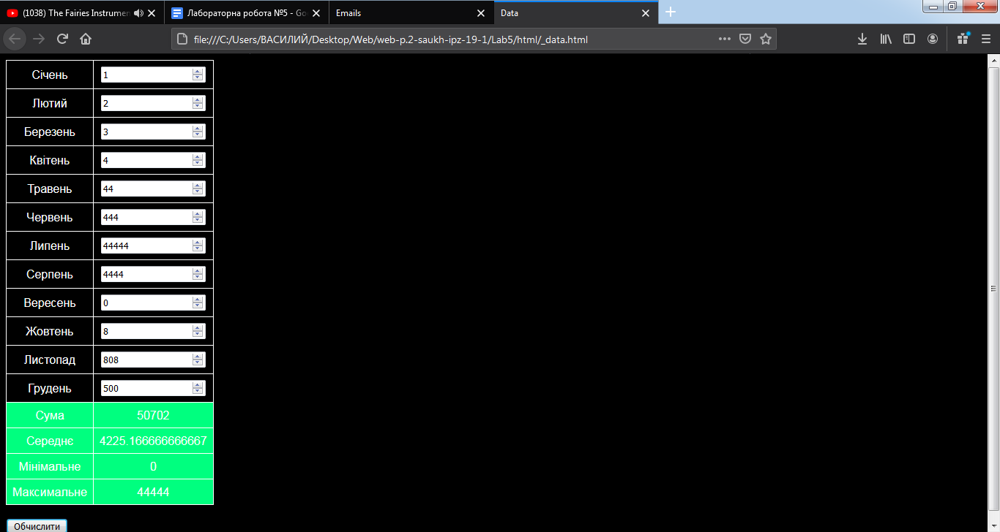 (1038) The Fairies Instrumen
Лабораторна робота №5 - Go
Emails
Data
file:///C:/Users/ВАСИЛИЙ/Desktop/Web/web-p.2-saukh-ipz-19-1/Lab5/html/_data.html
Січень 1
Лютий 2
Березень 3
Квітень 4
Травень 44
Червень 444
Липень 44444
Серпень 4444
Вересень 0
Жовтень 8
Листопад 808
Грудень 500
Сума 50702
Середнє 4225.166666666667
Мінімальне 0
Максимальне 44444
Обчислити